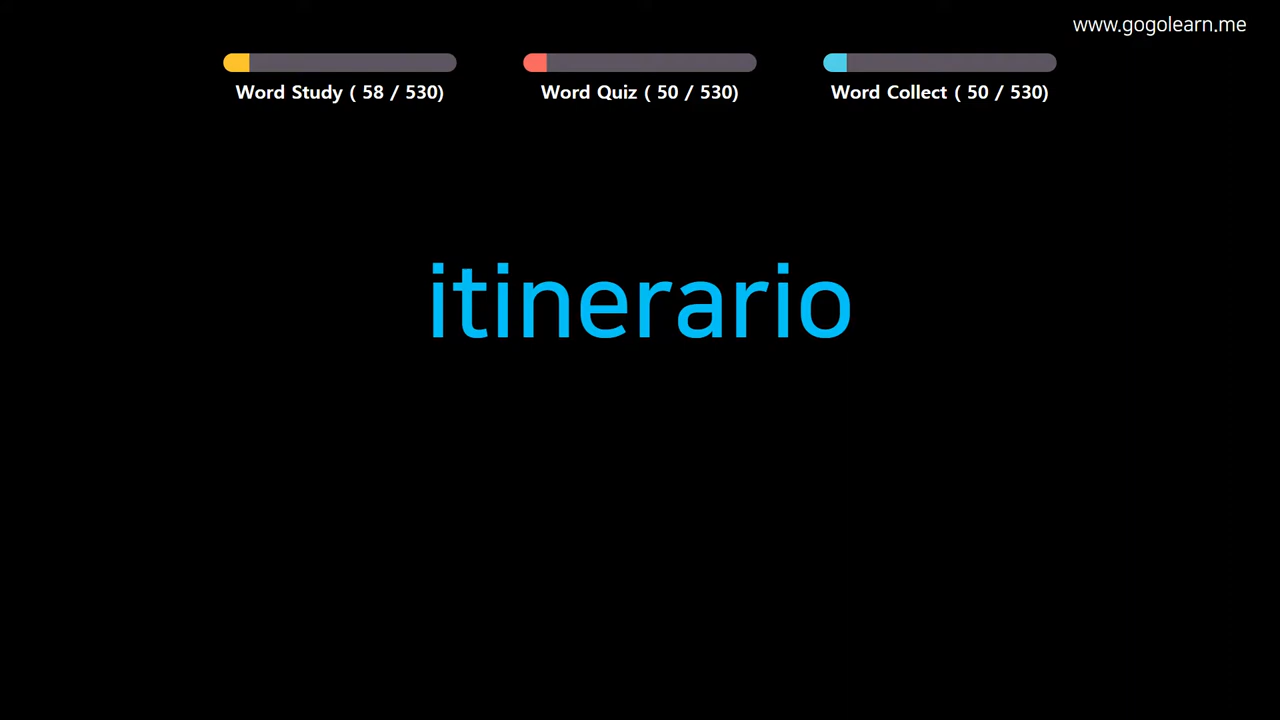 www.gogolearn.me
Word Study ( 58 / 530)
Word Quiz ( 50 / 530)
Word Collect ( 50 / 530)
itinerario